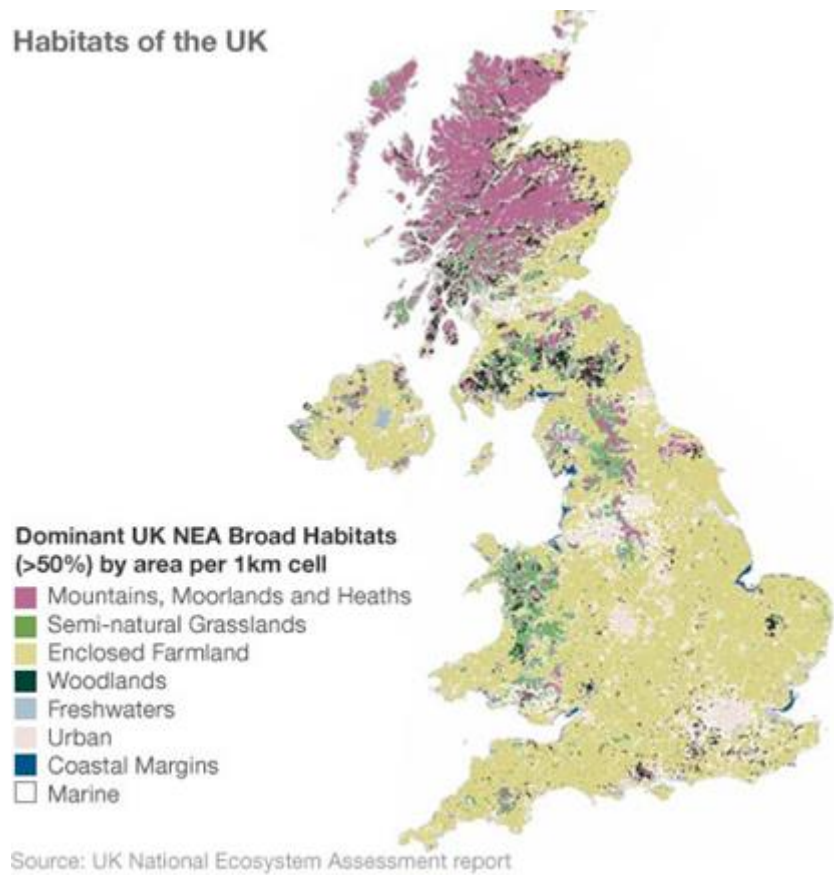 Habitats of the UK
Dominant UK NEA Broad Habitats
(>50%) by area per 1km cell
Mountains, Moorlands and Heaths
Semi-natural Grasslands
Enclosed Farmland
Woodlands
Freshwaters
Urban
Coastal Margins
Marine
Source: UK National Ecosystem Assessment report